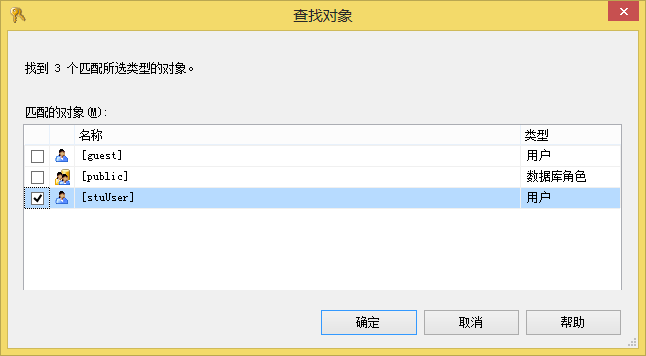 查找对象
找到 3 个匹配所选类型的对象。
匹配的对象(M):
名称 类型
[guest] 用户
[public] 数据库角色
[stuUser] 用户
确定 取消 帮助